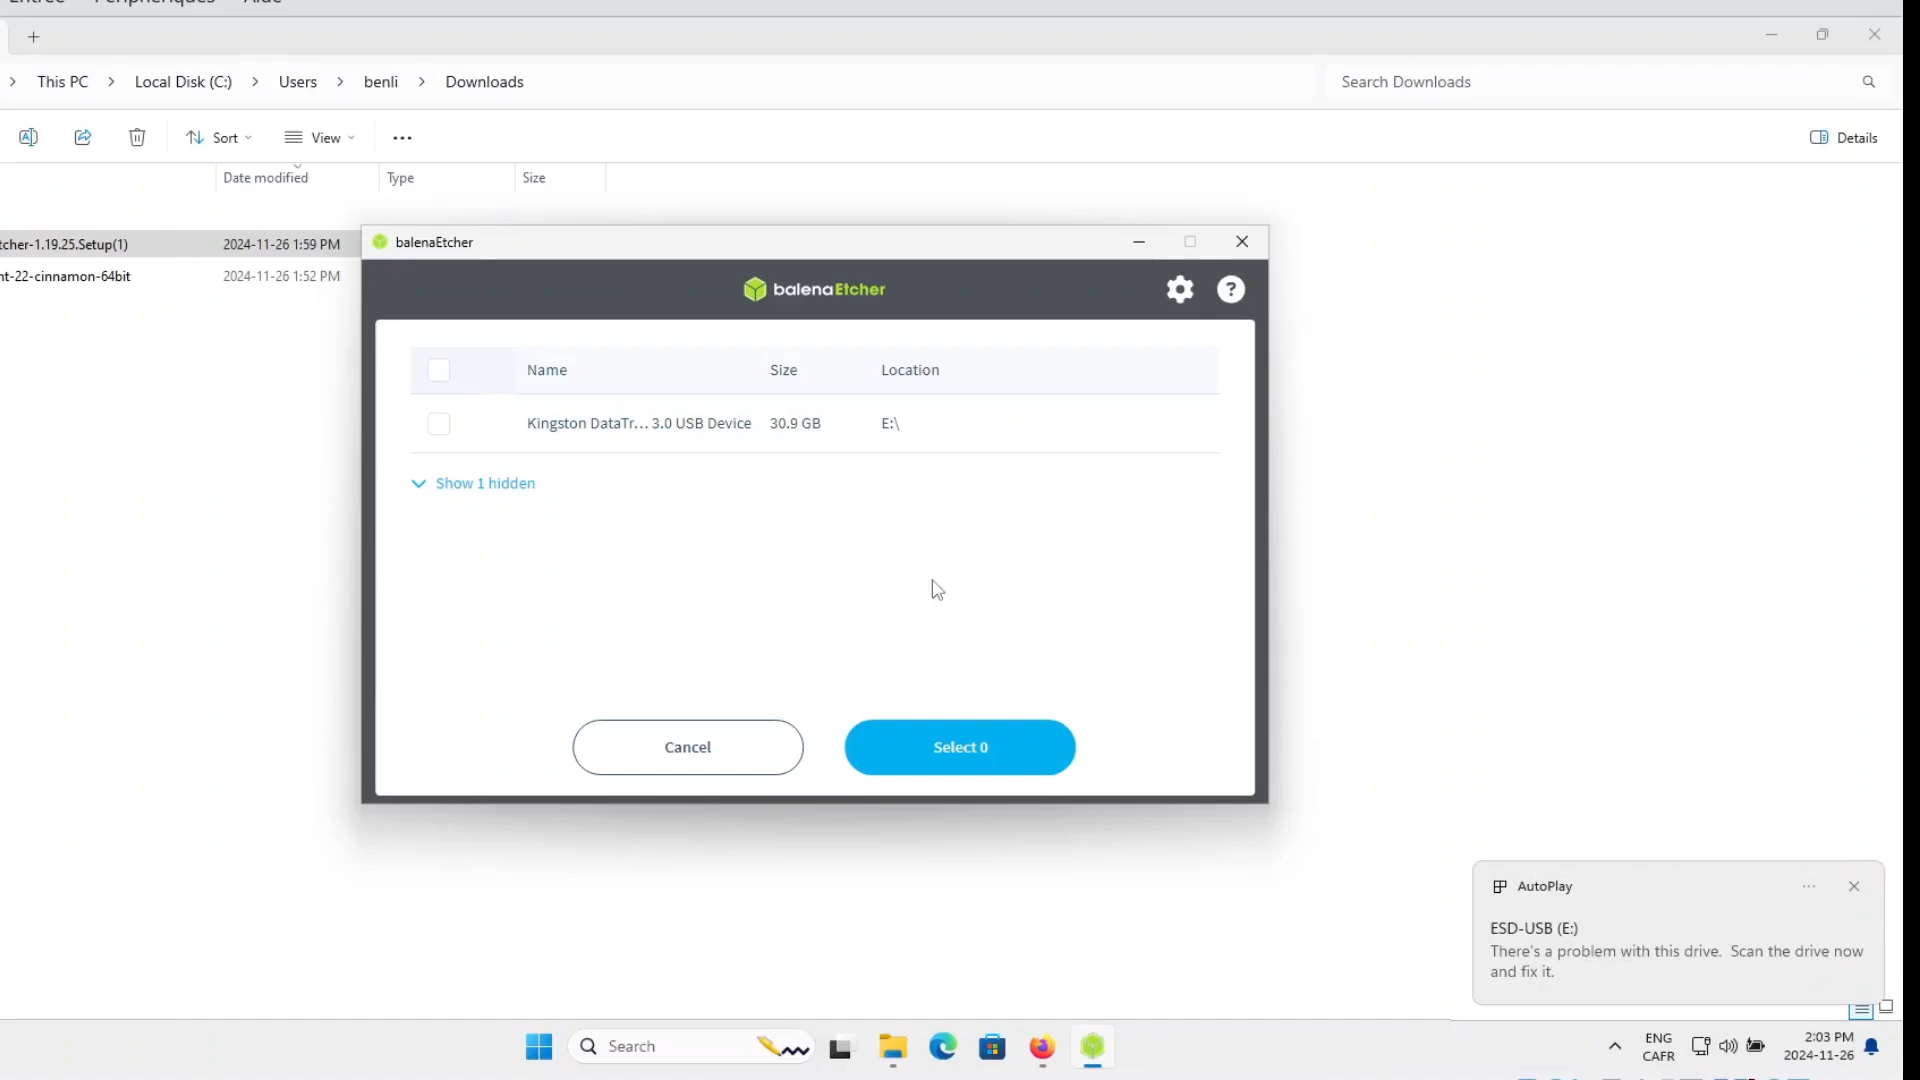 Entrée Périphériques Aide
This PC Local Disk (C:) Users benli Downloads
Search Downloads
Sort View Details
Date modified Type Size
tcher-1.19.25.Setup(1) 2024-11-26 1:59 PM
nt-22-cinnamon-64bit 2024-11-26 1:52 PM
balenaEtcher
balenaEtcher
Name Size Location
Kingston DataTr... 3.0 USB Device 30.9 GB E:\
Show 1 hidden
Cancel Select 0
AutoPlay
ESD-USB (E:)
There's a problem with this drive. Scan the drive now
and fix it.
Search
ENG
CAFR
2:03 PM
2024-11-26